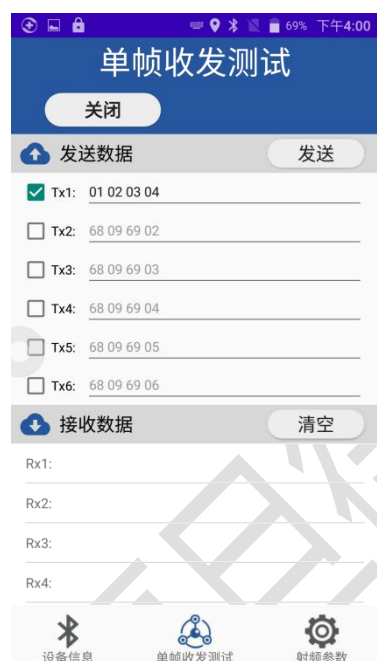 69% 下午4:00
单帧收发测试
关闭
发送数据 发送
Tx1: 01 02 03 04
Tx2: 68 09 69 02
Tx3: 68 09 69 03
Tx4: 68 09 69 04
Tx5: 68 09 69 05
Tx6: 68 09 69 06
接收数据 清空
Rx1:
Rx2:
Rx3:
Rx4:
设备信息 单帧收发测试 射频参数